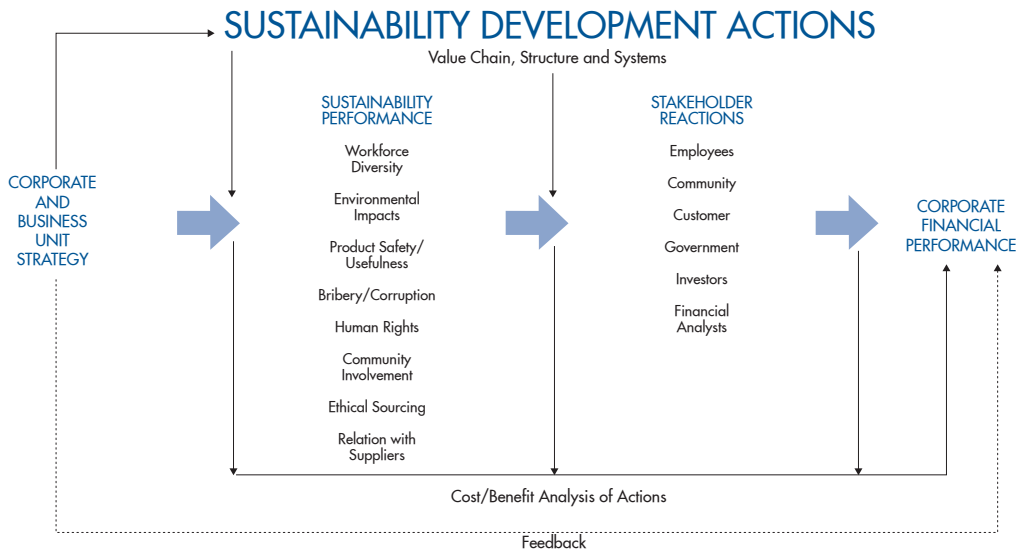 SUSTAINABILITY DEVELOPMENT ACTIONS
Value Chain, Structure and Systems
CORPORATE
AND
BUSINESS
UNIT
STRATEGY
SUSTAINABILITY
PERFORMANCE
Workforce
Diversity
Environmental
Impacts
Product Safety/
Usefulness
Bribery/Corruption
Human Rights
Community
Involvement
Ethical Sourcing
Relation with
Suppliers
STAKEHOLDER
REACTIONS
Employees
Community
Customer
Government
Investors
Financial
Analysts
CORPORATE
FINANCIAL
PERFORMANCE
Cost/Benefit Analysis of Actions
Feedback